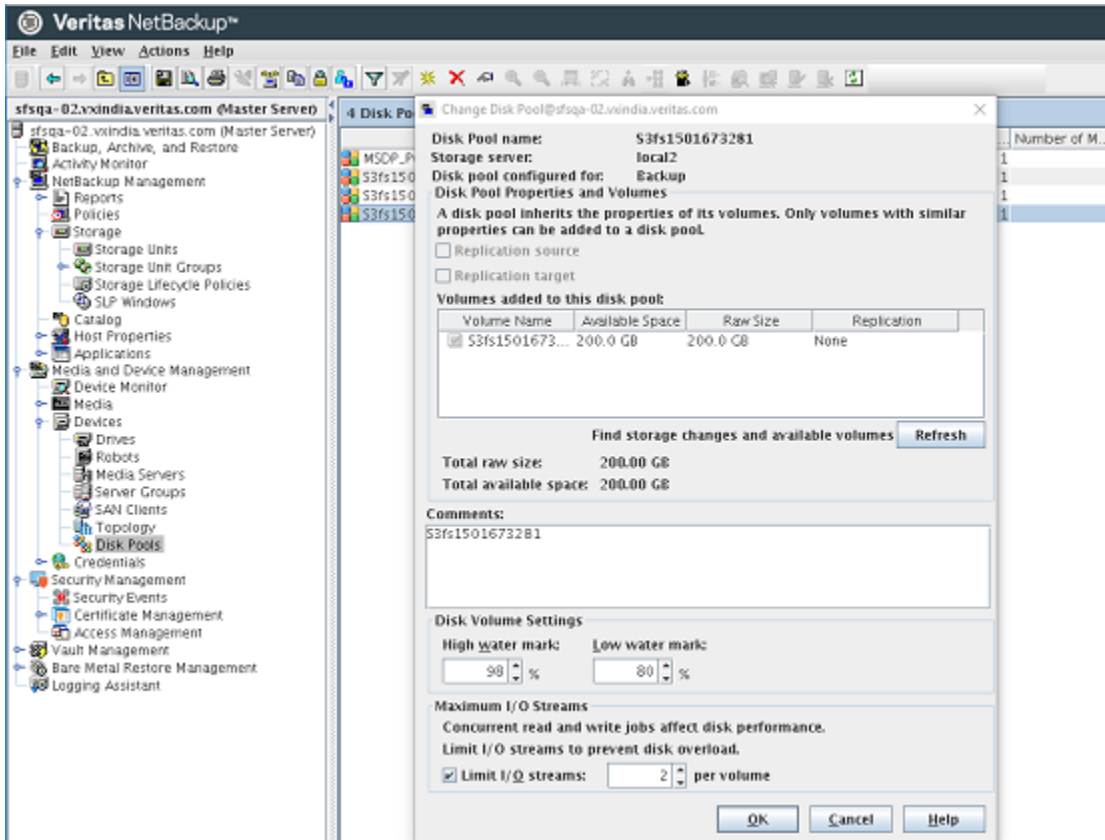 Veritas NetBackup™
File Edit View Actions Help
sfsqa-02.vxindia.veritas.com (Master Server)
sfsqa-02.vxindia.veritas.com (Master Server)
Backup, Archive, and Restore
Activity Monitor
NetBackup Management
Reports
Policies
Storage
Storage Units
Storage Unit Groups
Storage Lifecycle Policies
SLP Windows
Catalog
Host Properties
Applications
Media and Device Management
Device Monitor
Media
Devices
Drives
Robots
Media Servers
Server Groups
SAN Clients
Topology
Disk Pools
Credentials
Security Management
Security Events
Certificate Management
Access Management
Vault Management
Bare Metal Restore Management
Logging Assistant
4 Disk Po
MSDP_P
S3fs150
S3fs150
S3fs150
Change Disk Pool@sfsqa-02.vxindia.veritas.com
Disk Pool name: S3fs1501673281
Storage server: local2
Disk pool configured for: Backup
Disk Pool Properties and Volumes
A disk pool inherits the properties of its volumes. Only volumes with similar
properties can be added to a disk pool.
Replication source
Replication target
Volumes added to this disk pool:
Volume Name Available Space Raw Size Replication
S3fs1501673... 200.0 GB 200.0 GB None
Find storage changes and available volumes Refresh
Total raw size: 200.00 GB
Total available space: 200.00 GB
Comments:
S3fs1501673281
Disk Volume Settings
High water mark: Low water mark:
98 % 80 %
Maximum I/O Streams
Concurrent read and write jobs affect disk performance.
Limit I/O streams to prevent disk overload.
Limit I/O streams: 2 per volume
OK Cancel Help
... Number of M...
1
1
1
1